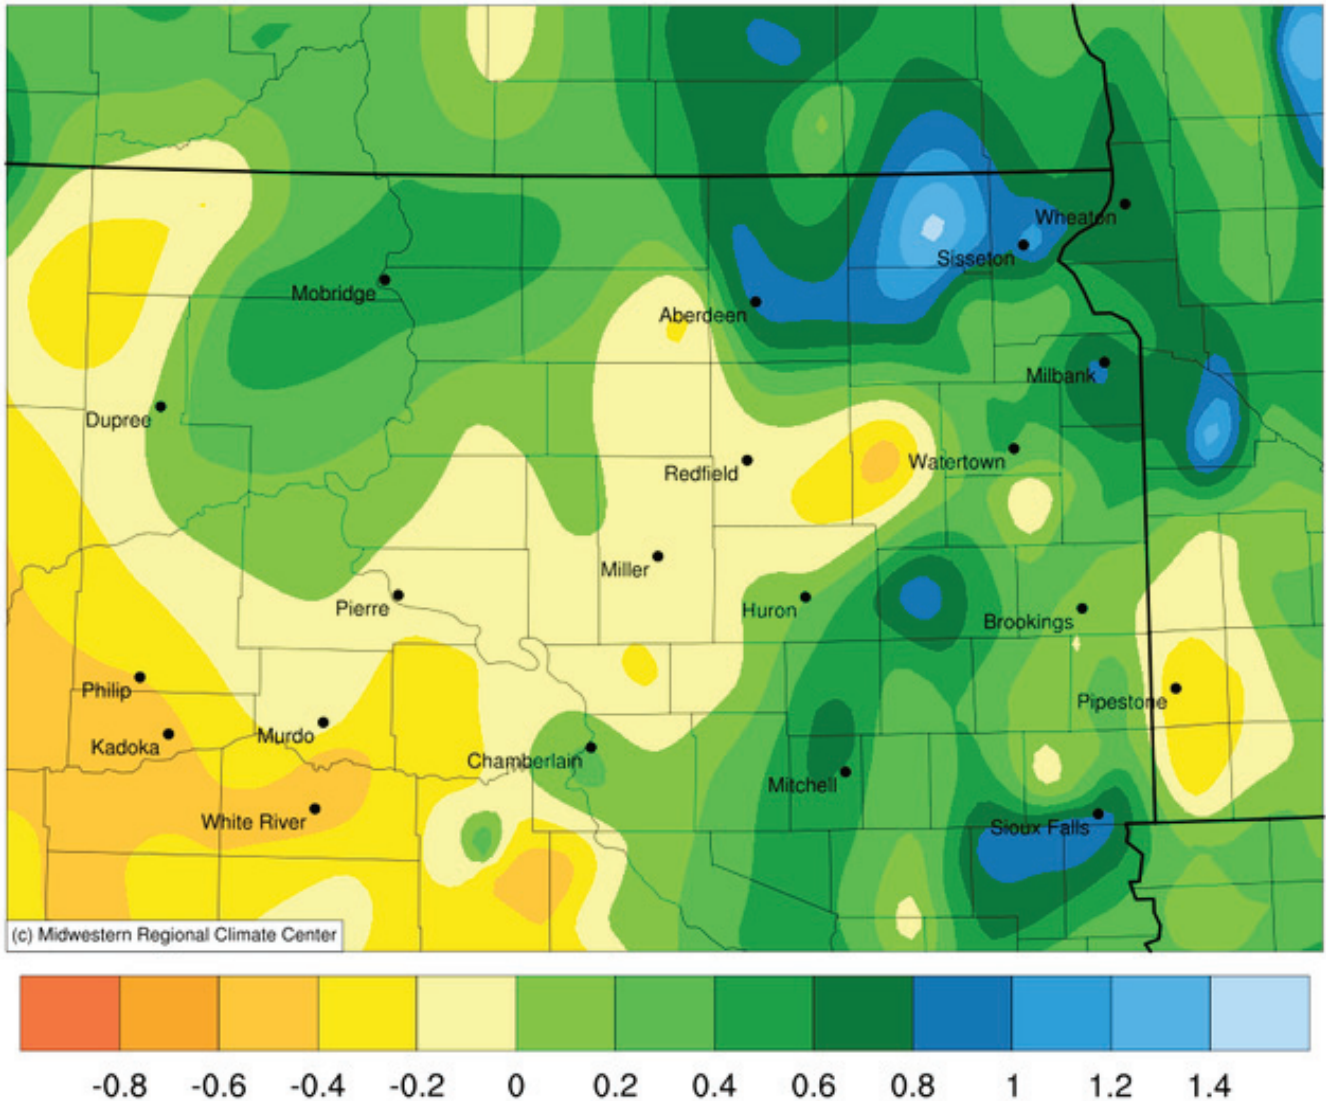 Wheaton
Sisseton
Mobridge
Aberdeen
Milbank
Dupree
Watertown
Redfield
Miller
Pierre
Huron
Brookings
Philip
Pipestone
Kadoka
Murdo
Chamberlain
Mitchell
White River
Sioux Falls
(c) Midwestern Regional Climate Center
-0.8 -0.6 -0.4 -0.2 0 0.2 0.4 0.6 0.8 1 1.2 1.4